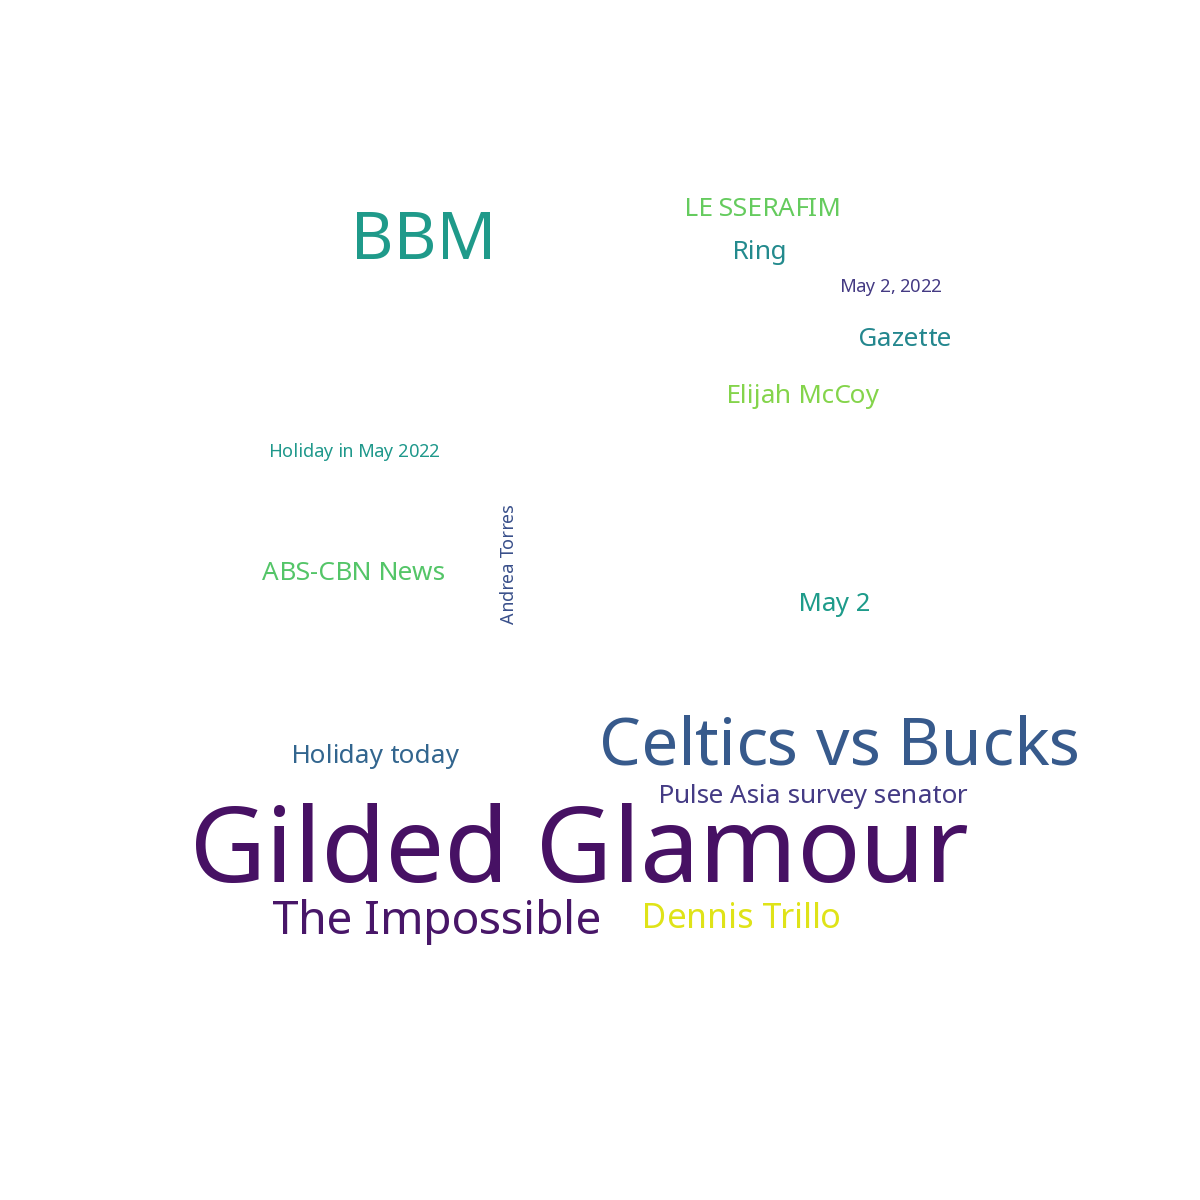 BBM
LE SSERAFIM
Ring
May 2, 2022
Gazette
Elijah McCoy
Holiday in May 2022
Andrea Torres
ABS-CBN News
May 2
Celtics vs Bucks
Holiday today
Pulse Asia survey senator
Gilded Glamour
The Impossible
Dennis Trillo